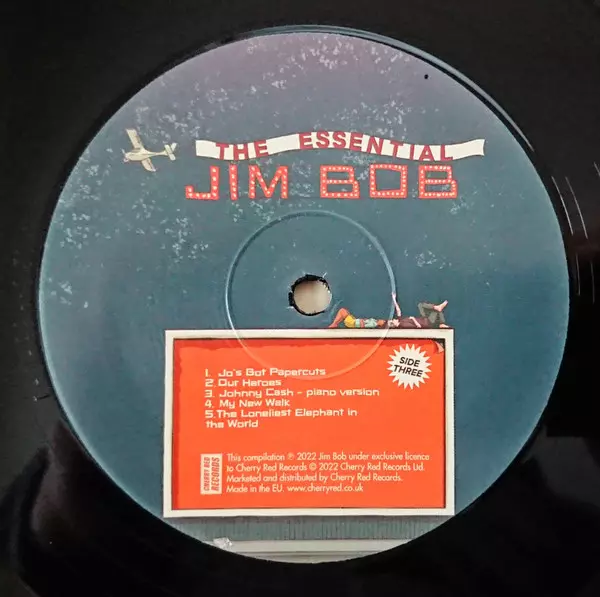 THE ESSENTIAL
JIM BOB
SIDE
THREE
1. Jo's Got Papercuts
2. Our Heroes
3. Johnny Cash - piano version
4. My New Walk
5.The Loneliest Elephant in
the World
CHERRY RED
RECORDS
This compilation ℗ 2022 Jim Bob under exclusive licence
to Cherry Red Records © 2022 Cherry Red Records Ltd.
Marketed and distributed by Cherry Red Records.
Made in the EU. www.cherryred.co.uk